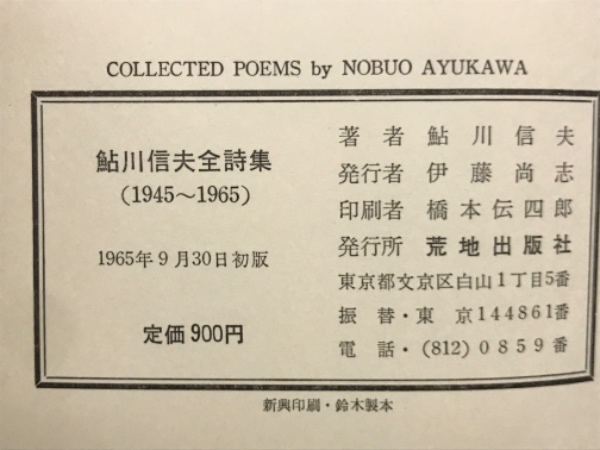 COLLECTED POEMS by NOBUO AYUKAWA
鮎川信夫全詩集
(1945〜1965)
1965年9月30日初版
定価900円
著者 鮎川信夫
発行者 伊藤尚志
印刷者 橋本伝四郎
発行所 荒地出版社
東京都文京区白山1丁目5番
振替・東京144861番
電話・(812)0859番
新興印刷・鈴木製本